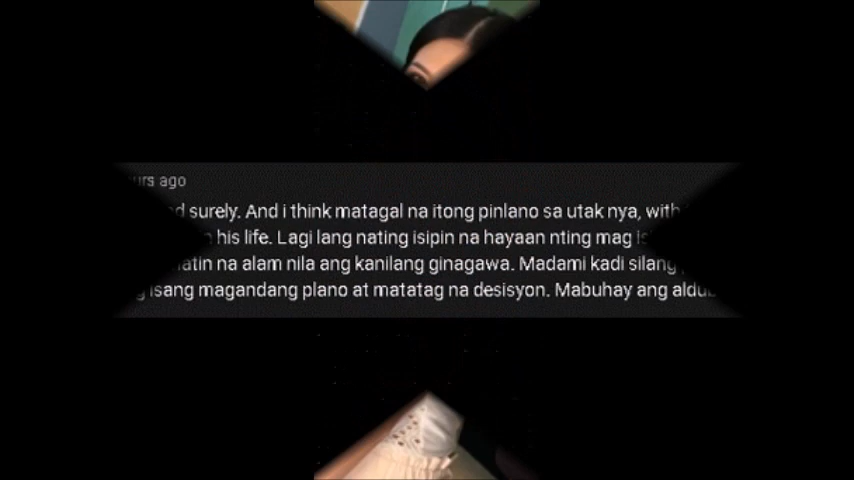 ago
surely. And i think matagal na itong pinlano sa utak nya, with
his life. Lagi lang nating isipin na hayaan nting mag
na alam nila ang kanilang ginagawa. Madami kadi silang
isang magandang plano at matatag na desisyon. Mabuhay ang